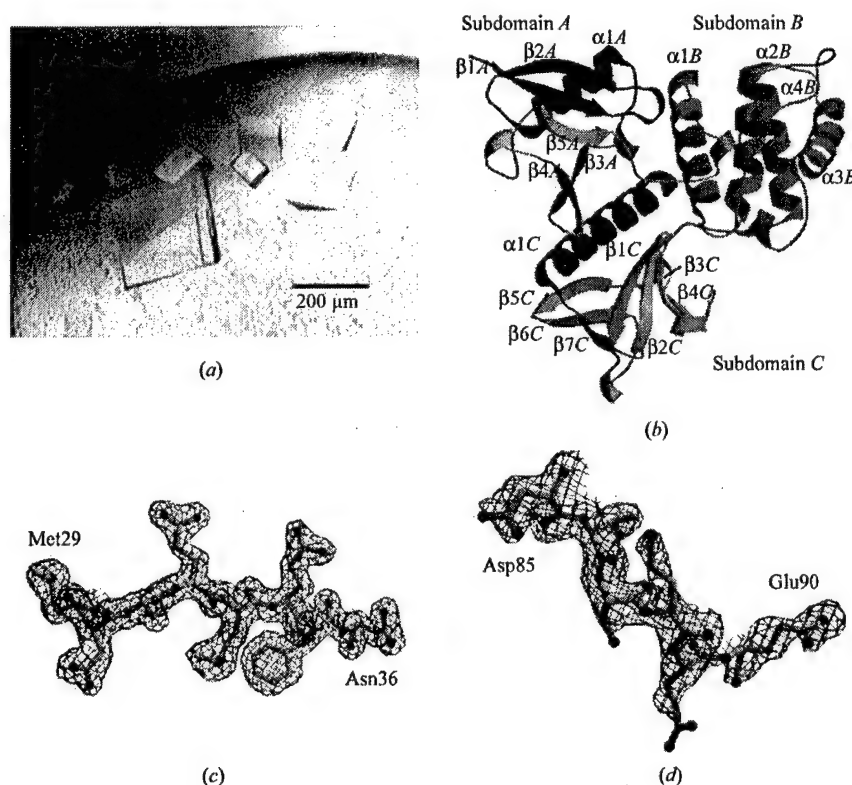 200 µm
(a)
Subdomain A Subdomain B
β1A β2A α1A α1B α2B
α4B
β5A
β4A β3A
α3B
α1C β1C
β3C
β5C β4C
β6C
β7C β2C
Subdomain C
(b)
Met29
Asn36
(c)
Asp85
Glu90
(d)